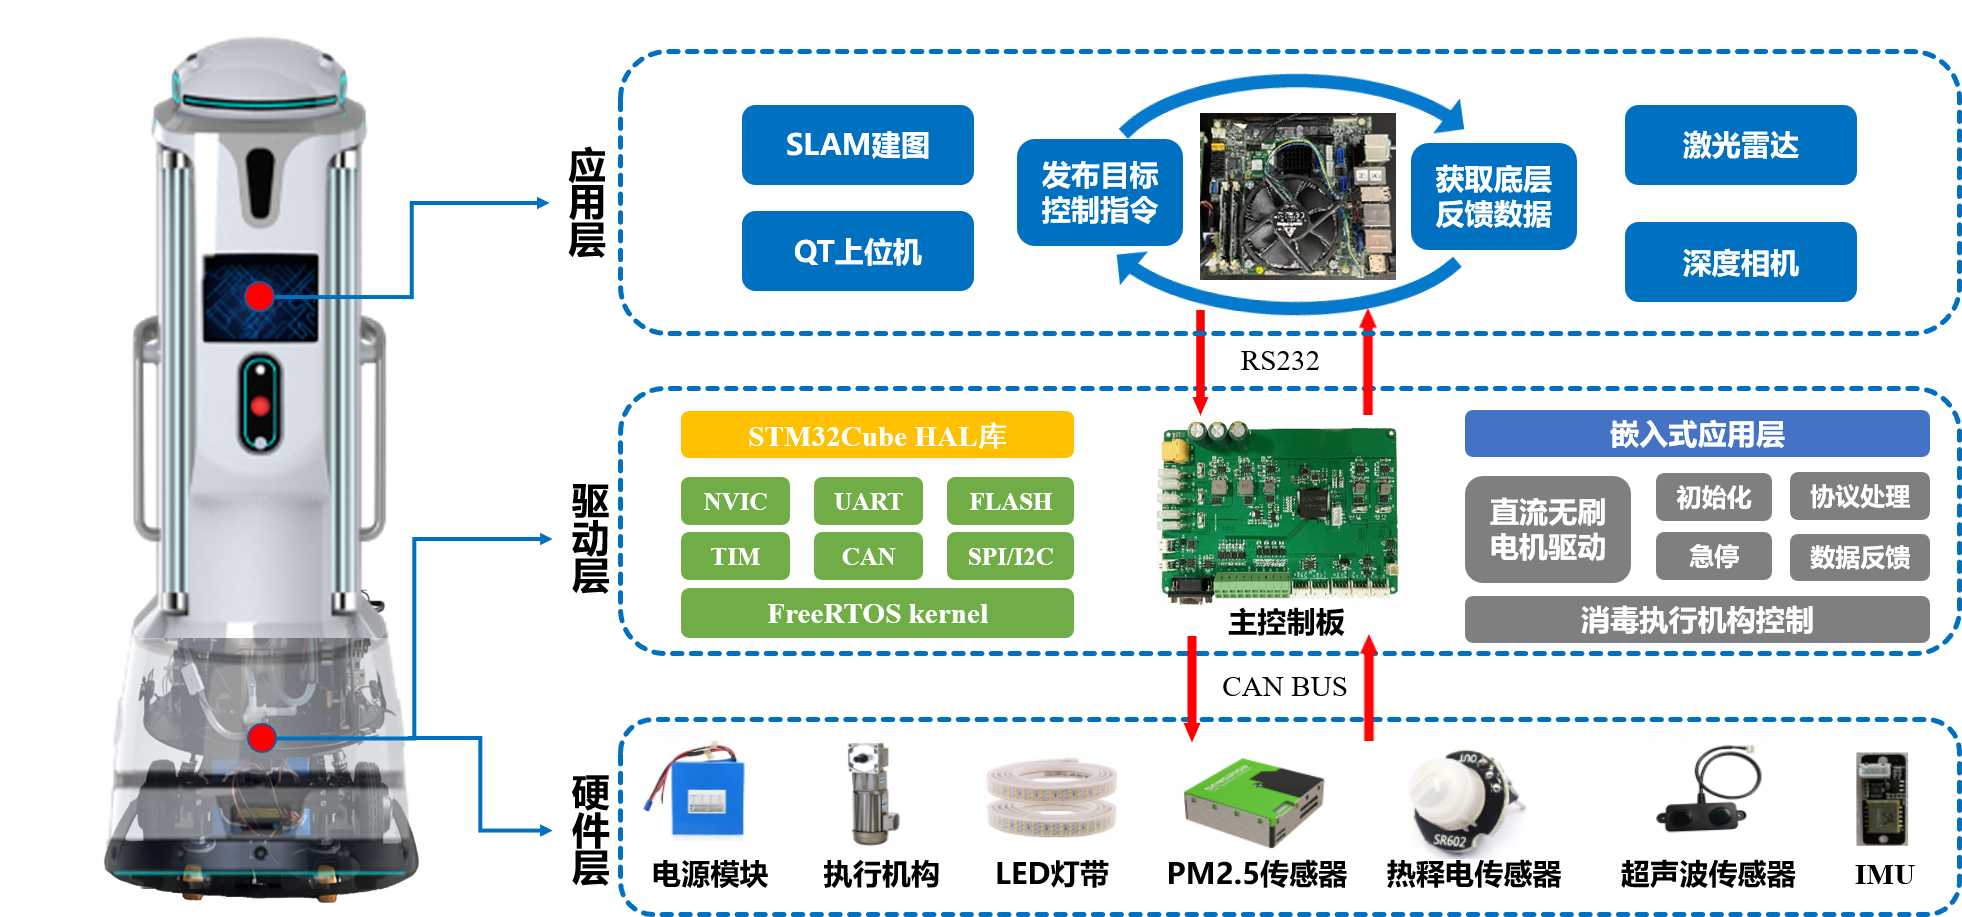 应用层
SLAM建图
QT上位机
发布目标
控制指令
获取底层
反馈数据
激光雷达
深度相机
RS232
驱动层
STM32Cube HAL库
NVIC
UART
FLASH
TIM
CAN
SPI/I2C
FreeRTOS kernel
主控制板
嵌入式应用层
直流无刷
电机驱动
初始化
协议处理
急停
数据反馈
消毒执行机构控制
CAN BUS
硬件层
SENSIRION
OUT
SR602
电源模块
执行机构
LED灯带
PM2.5传感器
热释电传感器
超声波传感器
IMU